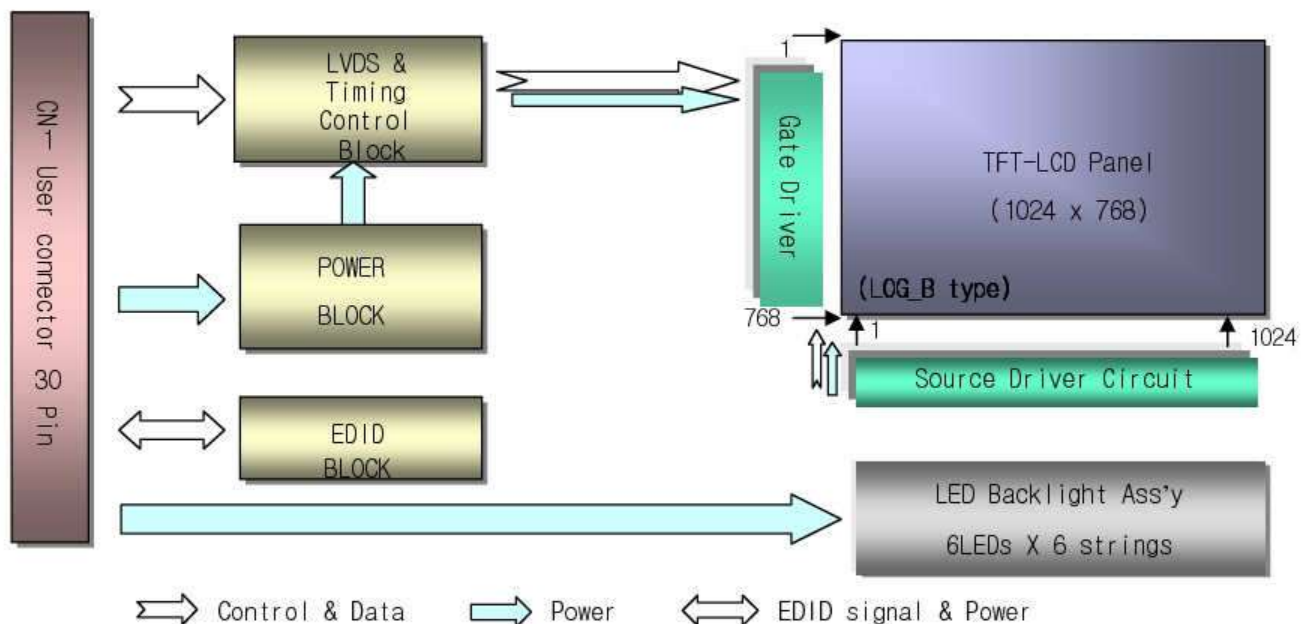 CN-1 User connector 30 Pin
LVDS &
Timing
Control
Block
POWER
BLOCK
EDID
BLOCK
1
Gate Driver
768
TFT-LCD Panel
(1024 x 768)
(LOG_B type)
1
1024
Source Driver Circuit
LED Backlight Ass'y
6LEDs X 6 strings
Control & Data
Power
EDID signal & Power